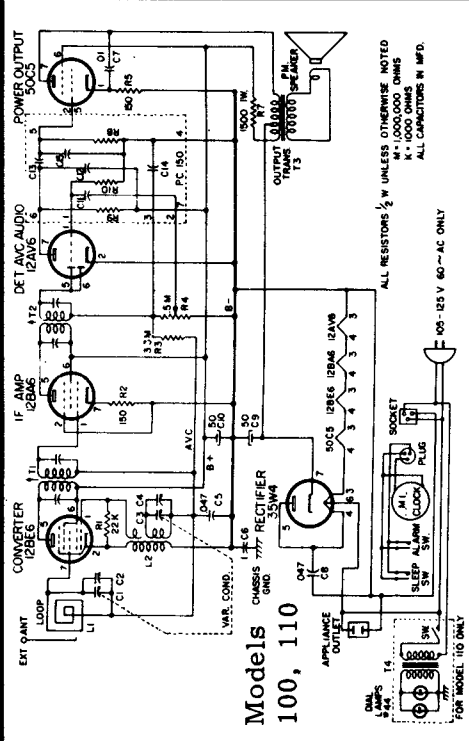 CONVERTER
12BE6
IF AMP
12BA6
DET AVC AUDIO
12AV6
POWER OUTPUT
50C5
EXT ANT
LOOP
L1
C1
C2
VAR. COND.
R1
22K
L2
C3
C4
.047
C5
C6
CHASSIS
GND.
T1
150
R2
AVC
B+
50
C10
50
C9
T2
3.3M
R3
.5M
R4
B-
PC 150
C11
C12
C13
C15
C14
.01
C7
150
R5
1500 1W.
R7
OUTPUT
TRANS.
T3
P.M.
SPEAKER
RECTIFIER
35W4
.047
C8
50C5
12BE6
12BA6
12AV6
Models
100, 110
APPLIANCE
OUTLET
SLEEP
SW
ALARM
SW.
M1
CLOCK
PLUG
SOCKET
105-125 V 60~AC ONLY
DIAL
LAMPS
#44
T4
SW.
FOR MODEL 110 ONLY
ALL RESISTORS 1/2 W UNLESS OTHERWISE NOTED
M = 1,000,000 OHMS
K = 1000 OHMS
ALL CAPACITORS IN MFD.